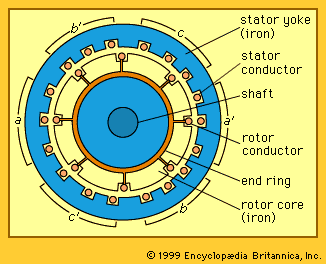 b′
c
stator yoke
(iron)
stator
conductor
shaft
a
a′
rotor
conductor
end ring
rotor core
(iron)
c′
b
© 1999 Encyclopædia Britannica, Inc.